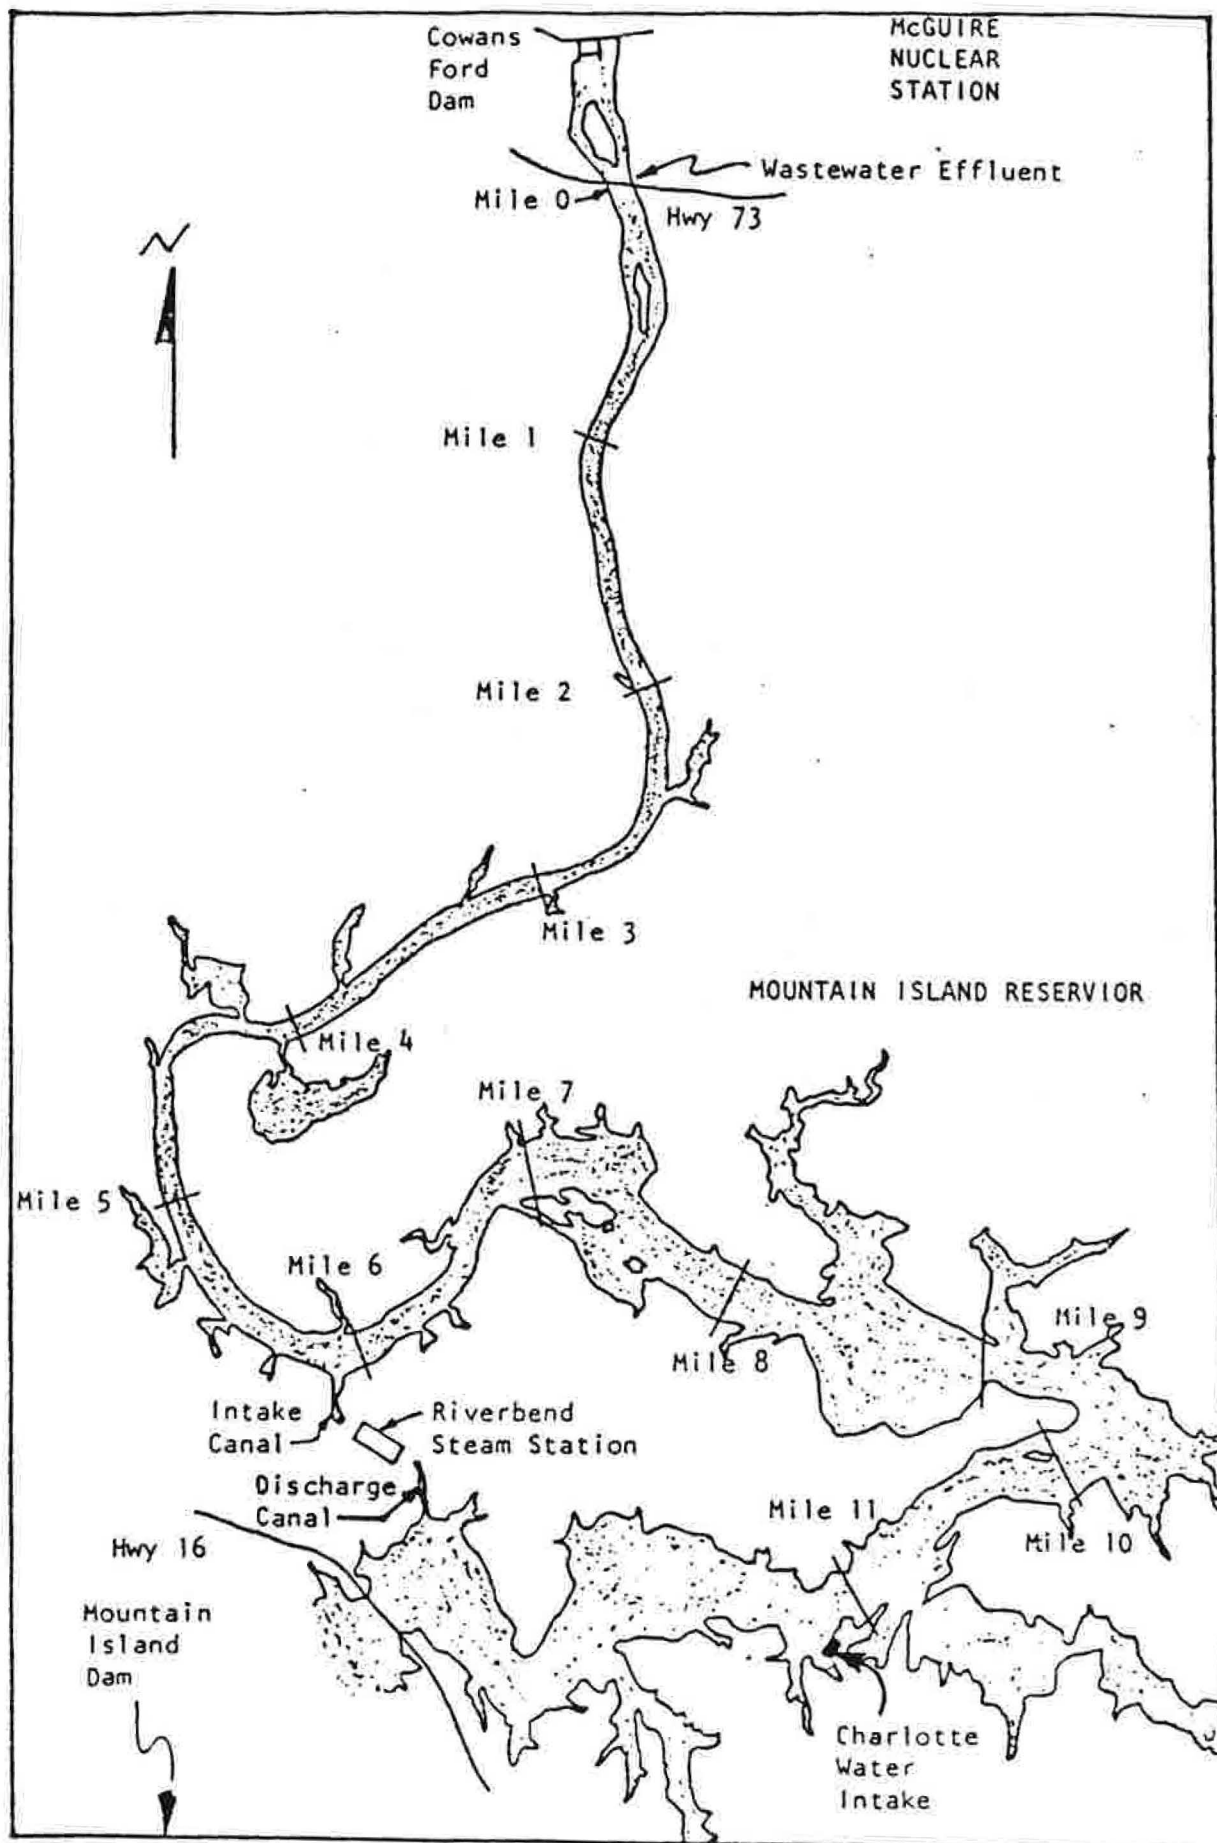 McGUIRE
NUCLEAR
STATION
Cowans
Ford
Dam
Wastewater Effluent
Mile 0
Hwy 73
N
Mile 1
Mile 2
Mile 3
MOUNTAIN ISLAND RESERVIOR
Mile 4
Mile 7
Mile 5
Mile 6
Mile 9
Mile 8
Intake
Canal
Riverbend
Steam Station
Discharge
Canal
Mile 11
Mile 10
Hwy 16
Mountain
Island
Dam
Charlotte
Water
Intake